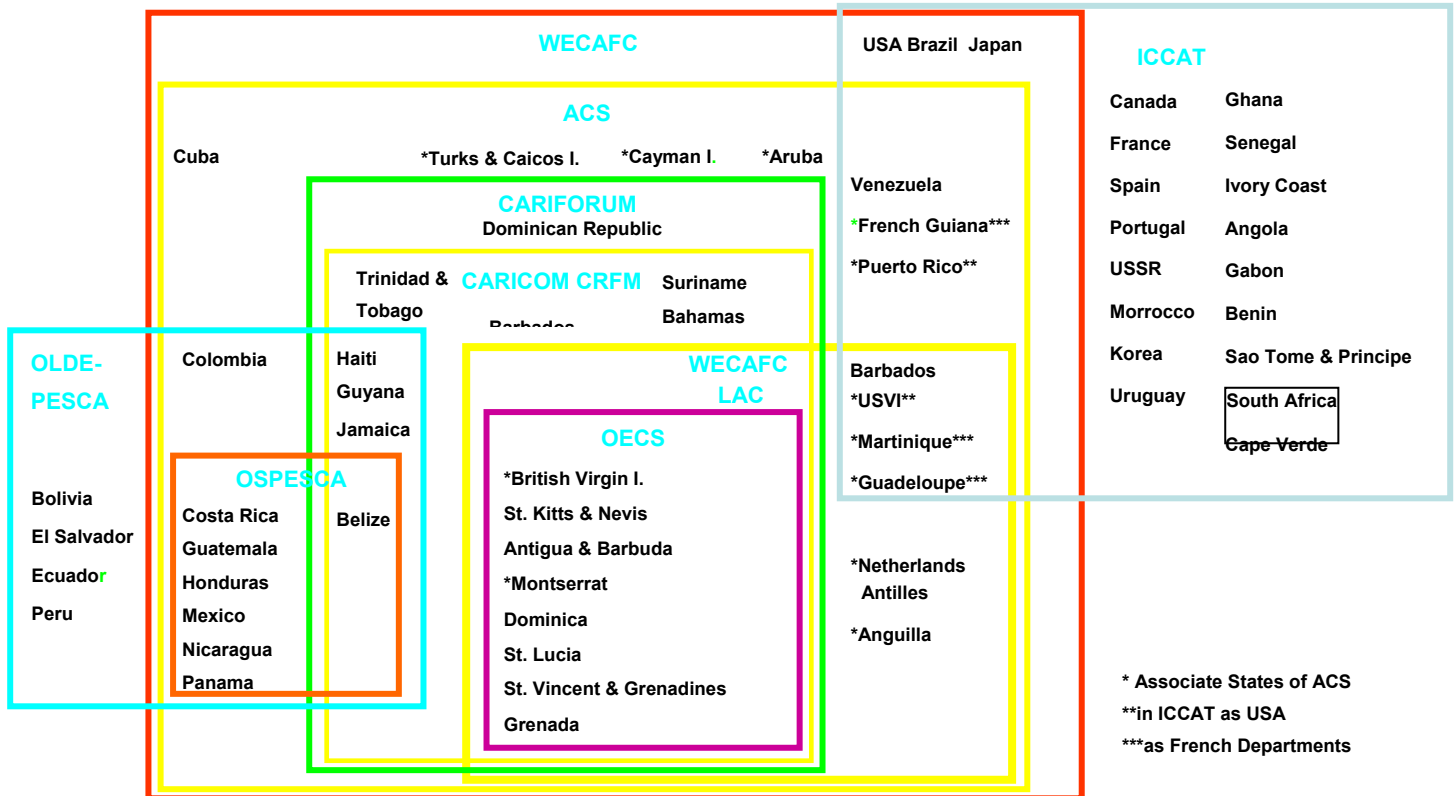 WECAFC
USA Brazil Japan
ICCAT
Canada
France
Spain
Portugal
USSR
Morrocco
Korea
Uruguay
Ghana
Senegal
Ivory Coast
Angola
Gabon
Benin
Sao Tome & Principe
South Africa
Cape Verde
ACS
Cuba
*Turks & Caicos I.
*Cayman I.
*Aruba
Venezuela
*French Guiana***
*Puerto Rico**
CARIFORUM
Dominican Republic
Trinidad &
Tobago
CARICOM CRFM
Barbados
Suriname
Bahamas
OLDE-
PESCA
Colombia
Haiti
Guyana
Jamaica
WECAFC
LAC
Barbados
*USVI**
*Martinique***
*Guadeloupe***
OECS
*British Virgin I.
St. Kitts & Nevis
Antigua & Barbuda
*Montserrat
Dominica
St. Lucia
St. Vincent & Grenadines
Grenada
OSPESCA
Costa Rica
Guatemala
Honduras
Mexico
Nicaragua
Panama
Belize
Bolivia
El Salvador
Ecuador
Peru
*Netherlands
Antilles
*Anguilla
* Associate States of ACS
**in ICCAT as USA
***as French Departments